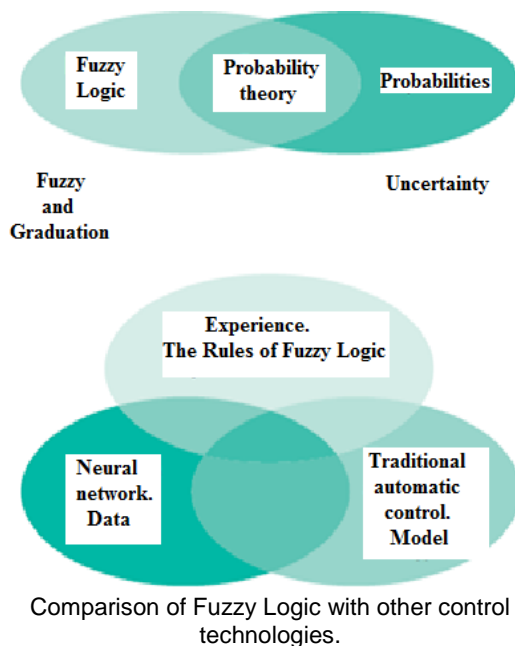 Fuzzy
Logic
Probability
theory
Probabilities
Fuzzy
and
Graduation
Uncertainty
Experience.
The Rules of Fuzzy Logic
Neural
network.
Data
Traditional
automatic
control.
Model
Comparison of Fuzzy Logic with other control
technologies.